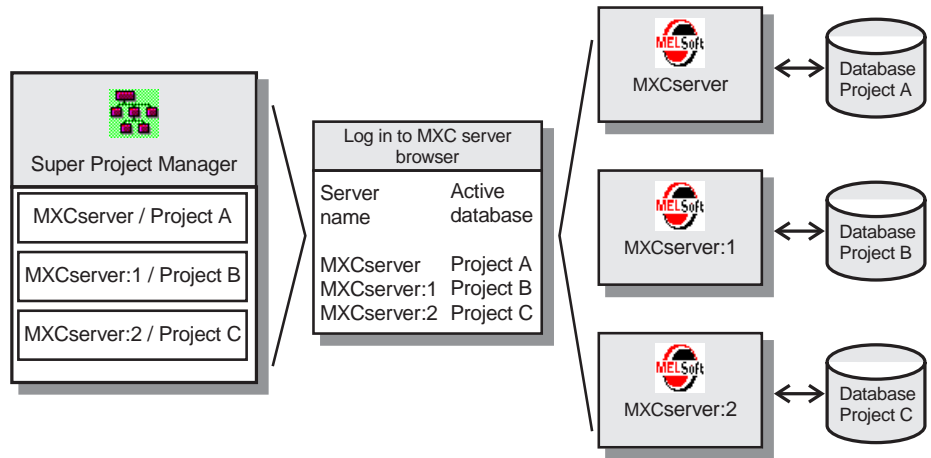 Super Project Manager
MXCserver / Project A
MXCserver:1 / Project B
MXCserver:2 / Project C
Log in to MXC server
browser
Server Active
name database
MXCserver Project A
MXCserver:1 Project B
MXCserver:2 Project C
MELSoft
MXCserver
Database
Project A
MELSoft
MXCserver:1
Database
Project B
MELSoft
MXCserver:2
Database
Project C